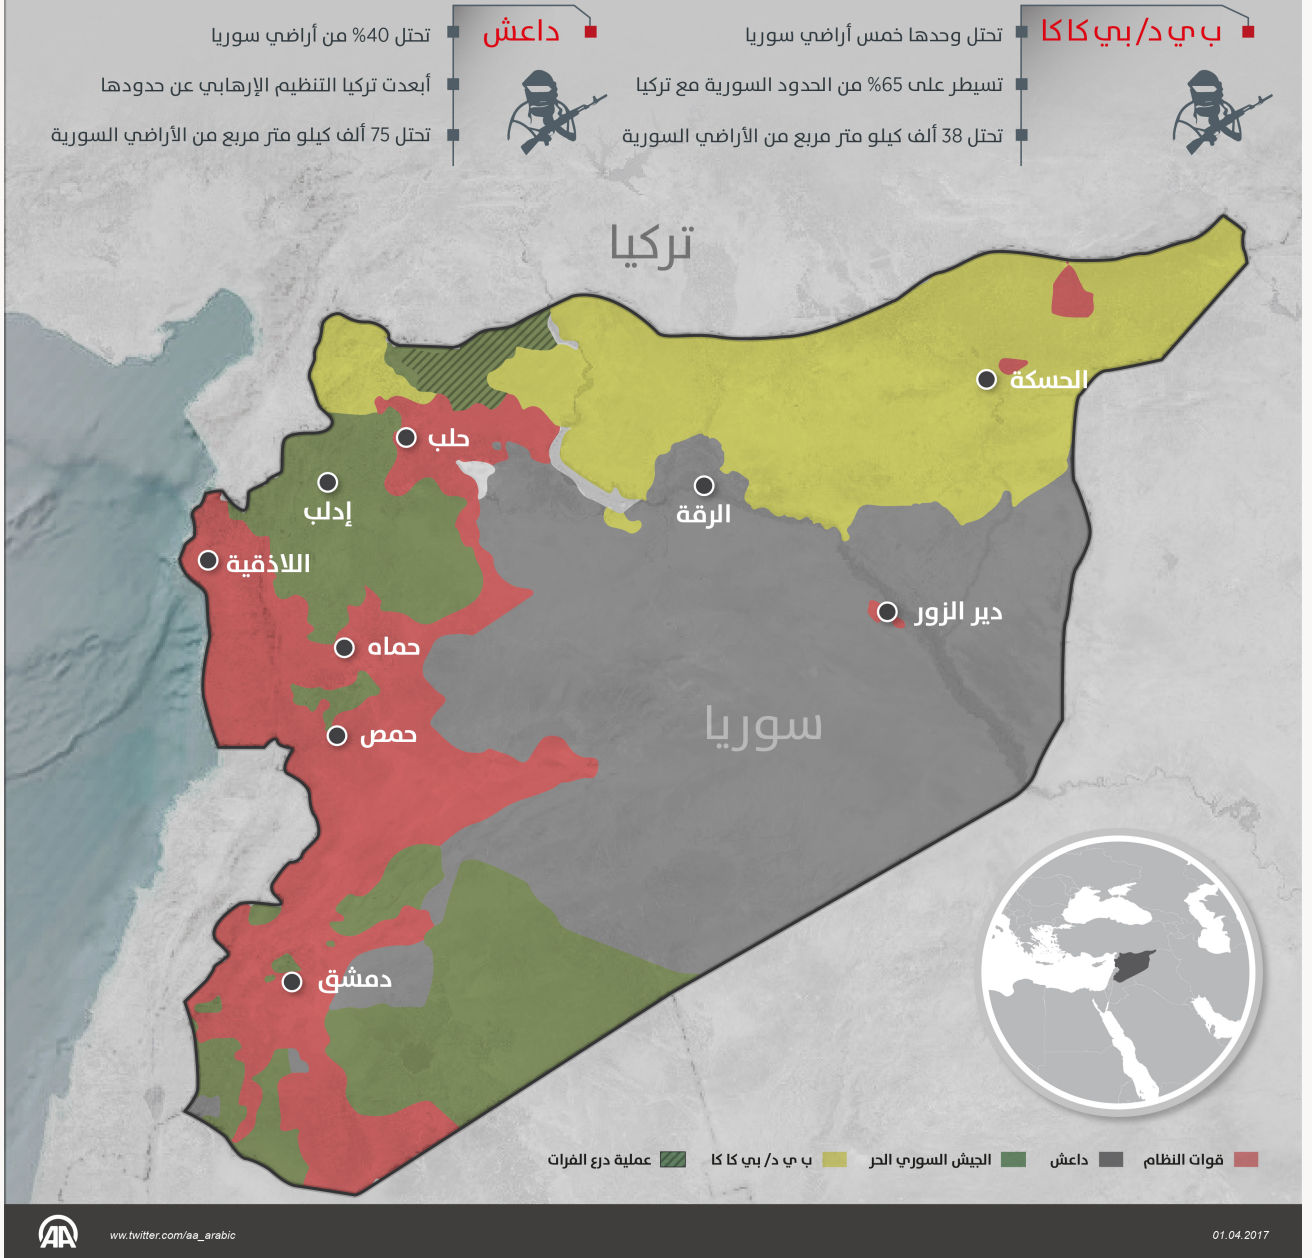 ب ي د/ بي كا كا
تحتل وحدها خمس أراضي سوريا
تسيطر على 65% من الحدود السورية مع تركيا
تحتل 38 ألف كيلو متر مربع من الأراضي السورية
داعش
تحتل 40% من أراضي سوريا
أبعدت تركيا التنظيم الإرهابي عن حدودها
تحتل 75 ألف كيلو متر مربع من الأراضي السورية
تركيا
الحسكة
حلب
إدلب
الرقة
اللاذقية
دير الزور
حماه
سوريا
حمص
دمشق
قوات النظام
داعش
الجيش السوري الحر
ب ي د/ بي كا كا
عملية درع الفرات
AA
ww.twitter.com/aa_arabic
01.04.2017